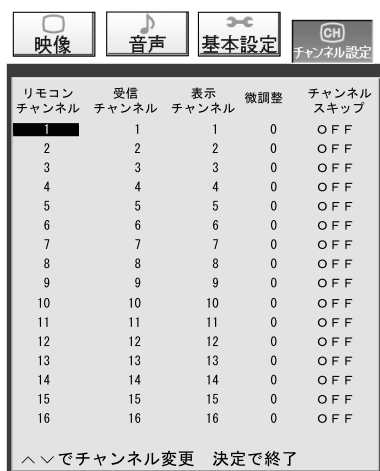 映像 音声 基本設定 CH
チャンネル設定
リモコン 受信 表示 微調整 チャンネル
チャンネル チャンネル チャンネル スキップ
1 1 1 0 OFF
2 2 2 0 OFF
3 3 3 0 OFF
4 4 4 0 OFF
5 5 5 0 OFF
6 6 6 0 OFF
7 7 7 0 OFF
8 8 8 0 OFF
9 9 9 0 OFF
10 10 10 0 OFF
11 11 11 0 OFF
12 12 12 0 OFF
13 13 13 0 OFF
14 14 14 0 OFF
15 15 15 0 OFF
16 16 16 0 OFF
へ∨でチャンネル変更 決定で終了